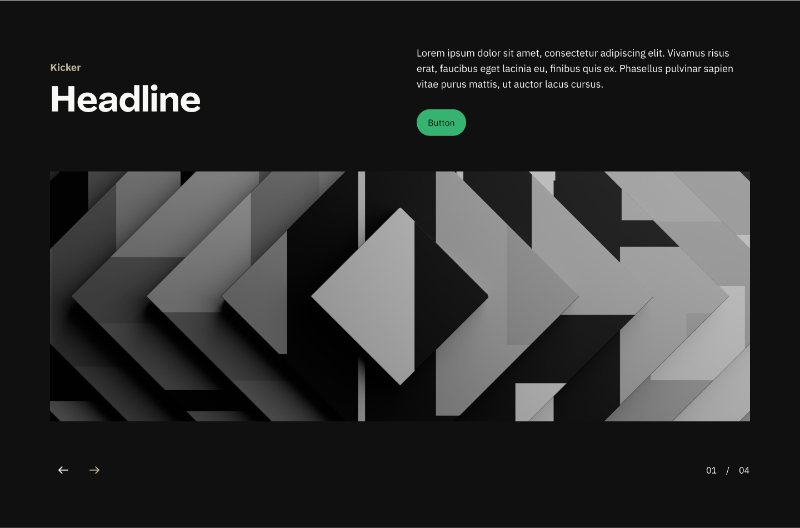 Kicker
Headline
Lorem ipsum dolor sit amet, consectetur adipiscing elit. Vivamus risus
erat, faucibus eget lacinia eu, finibus quis ex. Phasellus pulvinar sapien
vitae purus mattis, ut auctor lacus cursus.
Button
01 / 04